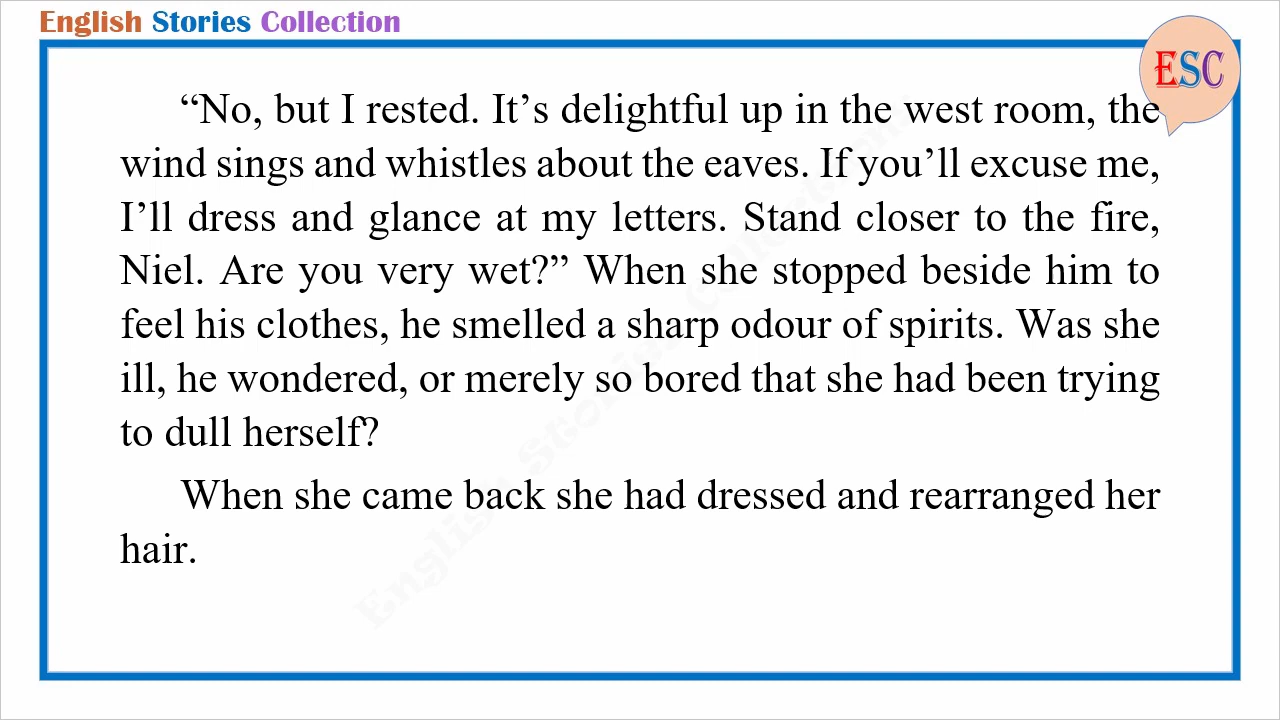 English Stories Collection
ESC
“No, but I rested. It’s delightful up in the west room, the
wind sings and whistles about the eaves. If you’ll excuse me,
I’ll dress and glance at my letters. Stand closer to the fire,
Niel. Are you very wet?” When she stopped beside him to
feel his clothes, he smelled a sharp odour of spirits. Was she
ill, he wondered, or merely so bored that she had been trying
to dull herself?
When she came back she had dressed and rearranged her
hair.
English Stories Collections